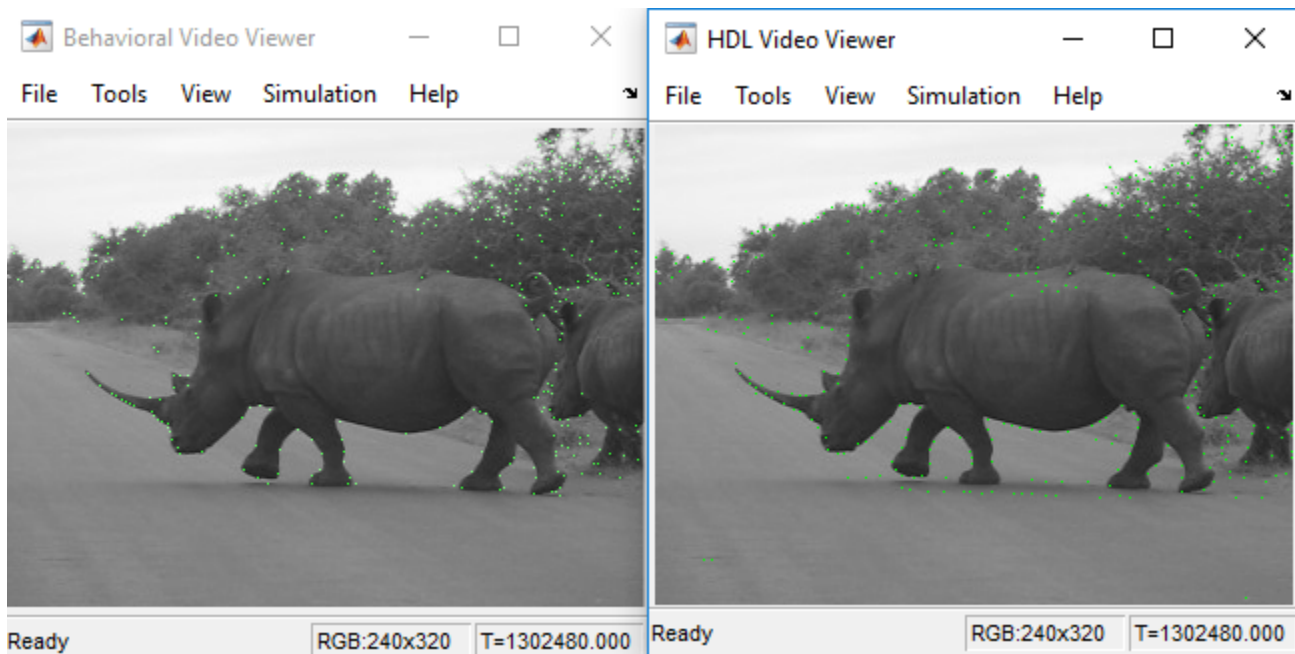 Behavioral Video Viewer
File Tools View Simulation Help
Ready RGB:240x320 T=1302480.000
HDL Video Viewer
File Tools View Simulation Help
Ready RGB:240x320 T=1302480.000